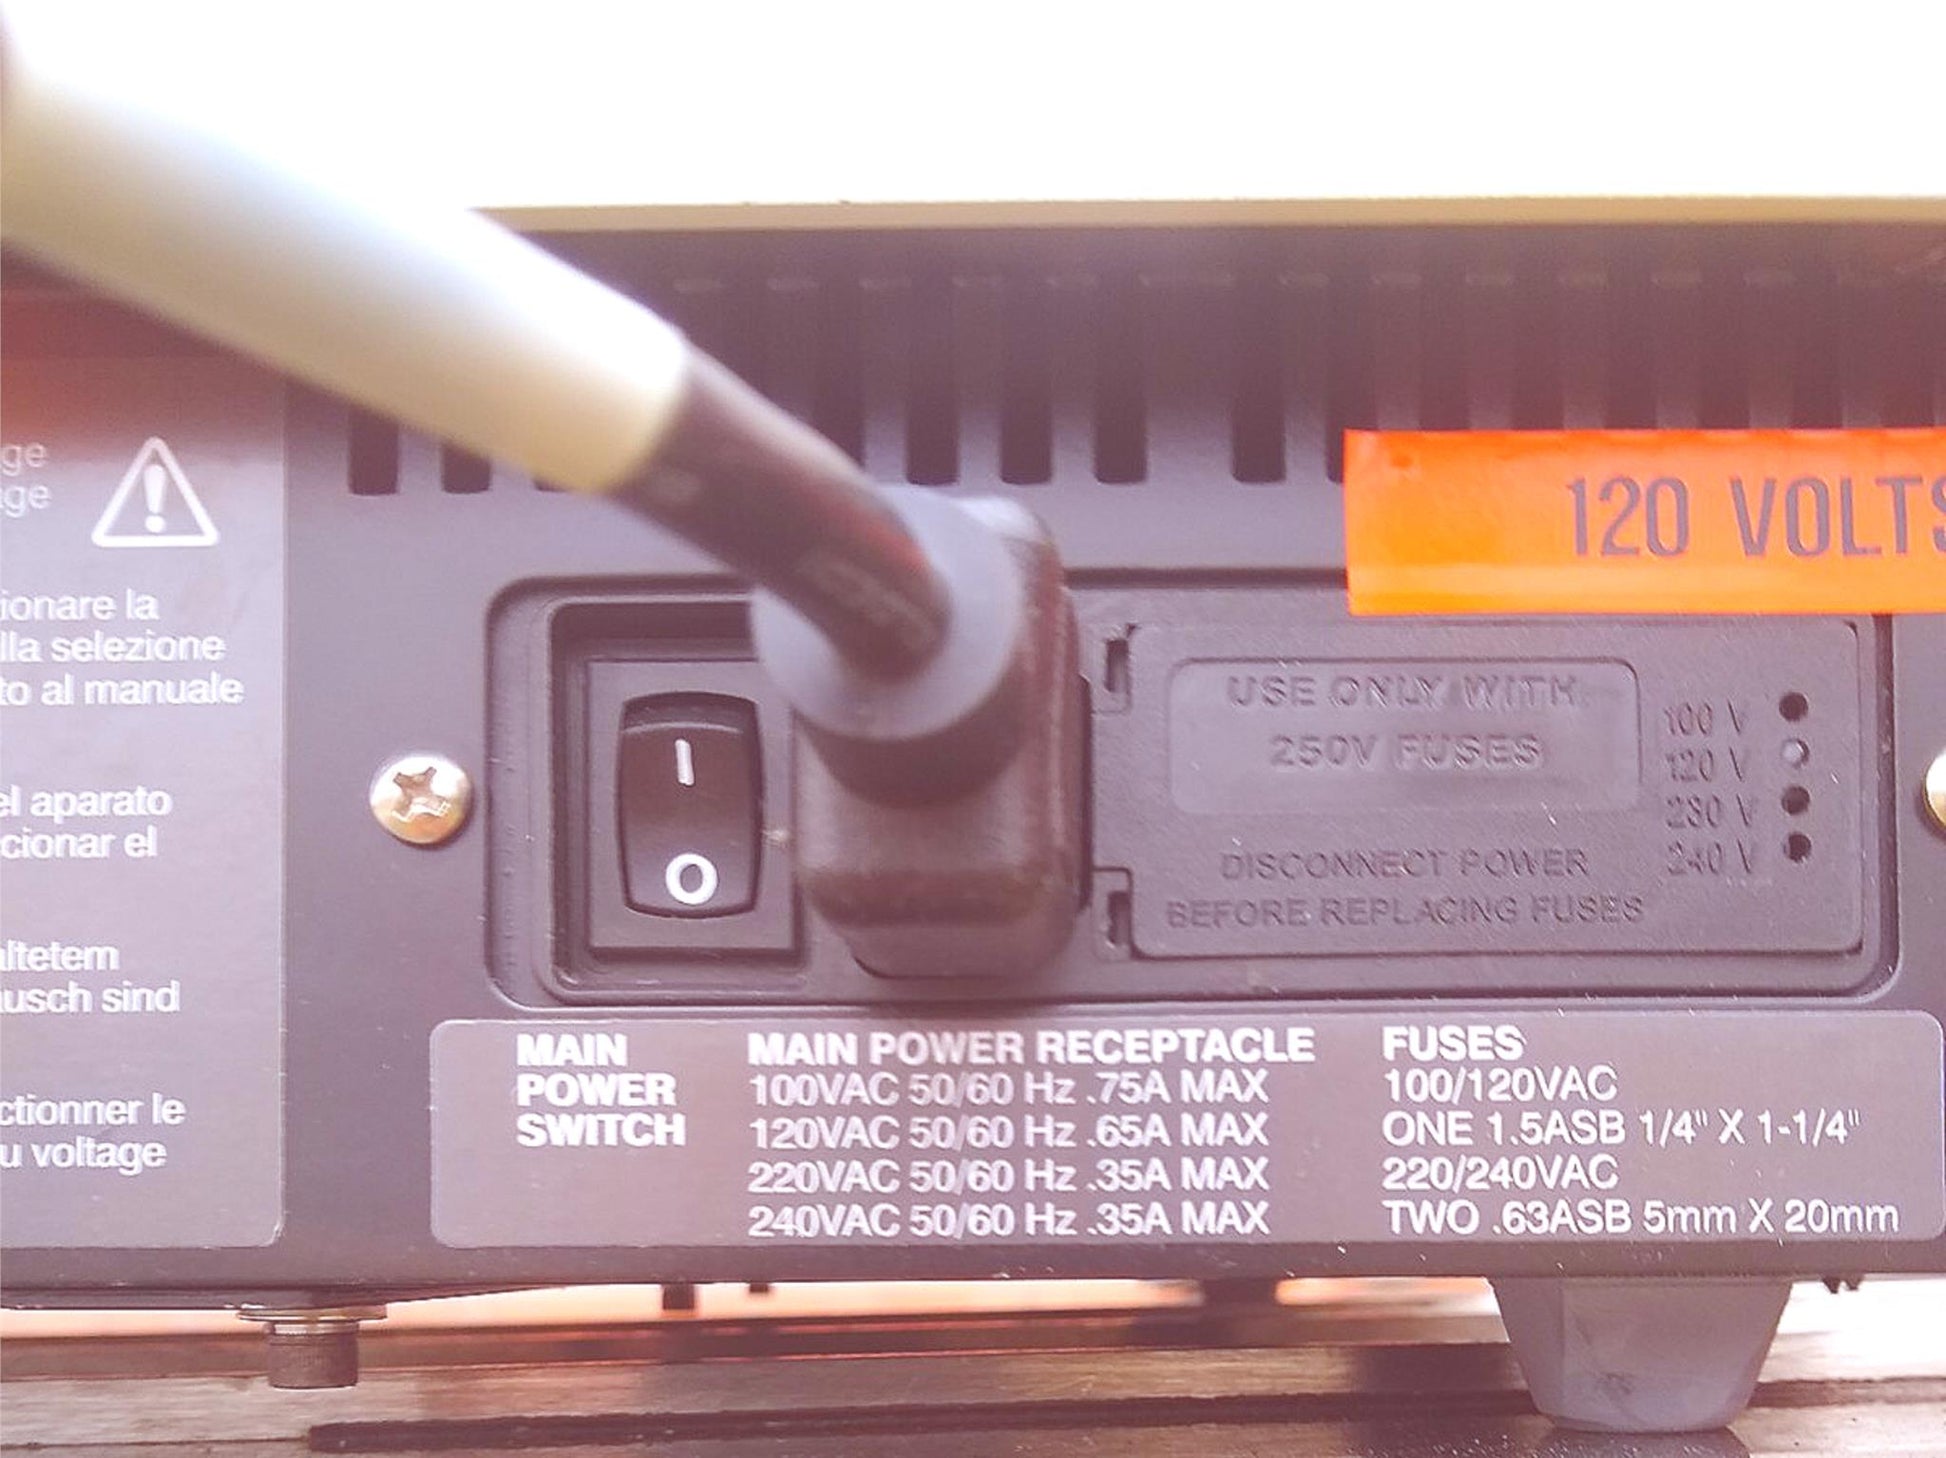 ge
age
ionare la
lla selezione
to al manuale
el aparato
cionar el
altetem
ausch sind
ctionner le
u voltage
120 VOLTS
I
O
USE ONLY WITH
250V FUSES
DISCONNECT POWER
BEFORE REPLACING FUSES
100 V
120 V
230 V
240 V
MAIN
POWER
SWITCH
MAIN POWER RECEPTACLE
100VAC 50/60 Hz .75A MAX
120VAC 50/60 Hz .65A MAX
220VAC 50/60 Hz .35A MAX
240VAC 50/60 Hz .35A MAX
FUSES
100/120VAC
ONE 1.5ASB 1/4" X 1-1/4"
220/240VAC
TWO .63ASB 5mm X 20mm